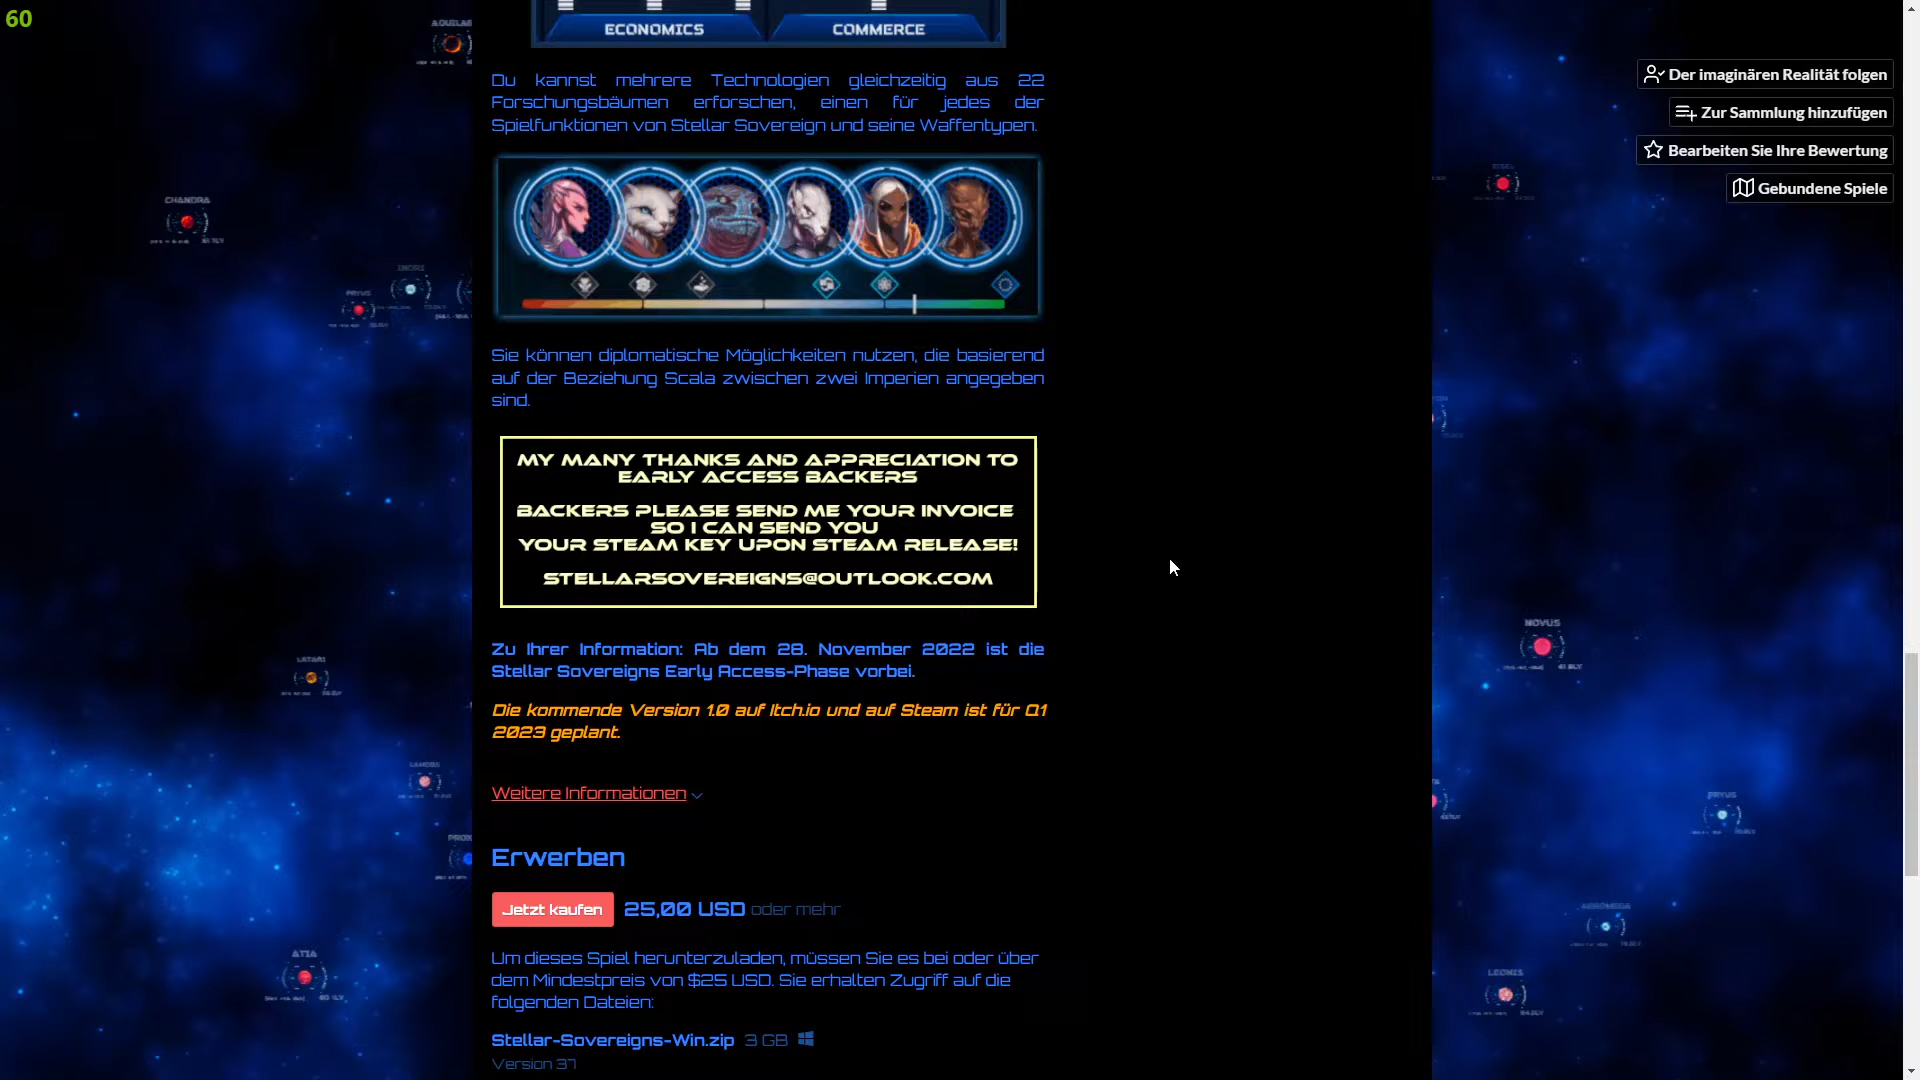 60
AQUILAE
ECONOMICS
COMMERCE
Du kannst mehrere Technologien gleichzeitig aus 22
Forschungsbäumen erforschen, einen für jedes der
Spielfunktionen von Stellar Sovereign und seine Waffentypen.
Der imaginären Realität folgen
Zur Sammlung hinzufügen
Bearbeiten Sie Ihre Bewertung
Gebundene Spiele
CHANDRA
INDRI
PRYUS
Sie können diplomatische Möglichkeiten nutzen, die basierend
auf der Beziehung Scala zwischen zwei Imperien angegeben
sind.
MY MANY THANKS AND APPRECIATION TO
EARLY ACCESS BACKERS
BACKERS PLEASE SEND ME YOUR INVOICE
SO I CAN SEND YOU
YOUR STEAM KEY UPON STEAM RELEASE!
STELLARSOVEREIGNS@OUTLOOK.COM
Zu Ihrer Information: Ab dem 28. November 2022 ist die
Stellar Sovereigns Early Access-Phase vorbei.
Die kommende Version 1.0 auf Itch.io und auf Steam ist für Q1
2023 geplant.
NOVUS
LATARI
Weitere Informationen
PRYUS
Erwerben
Jetzt kaufen 25,00 USD oder mehr
ATIA
LEONIS
Um dieses Spiel herunterzuladen, müssen Sie es bei oder über
dem Mindestpreis von $25 USD. Sie erhalten Zugriff auf die
folgenden Dateien:
Stellar-Sovereigns-Win.zip 3 GB
Version 37